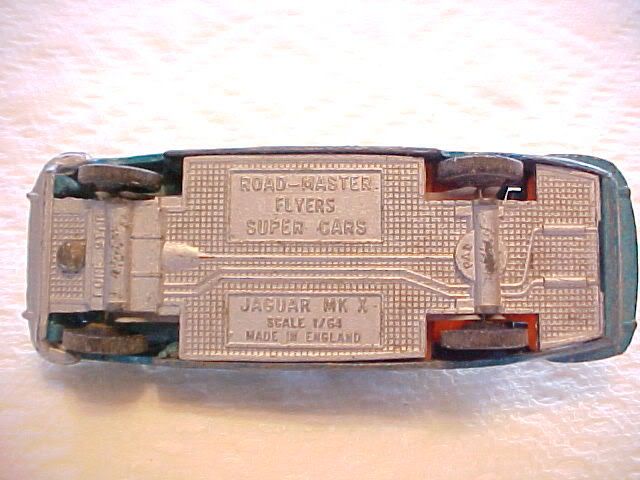 ROAD-MASTER
FLYERS
SUPER CARS
JAGUAR MK X
SCALE 1/64
MADE IN ENGLAND